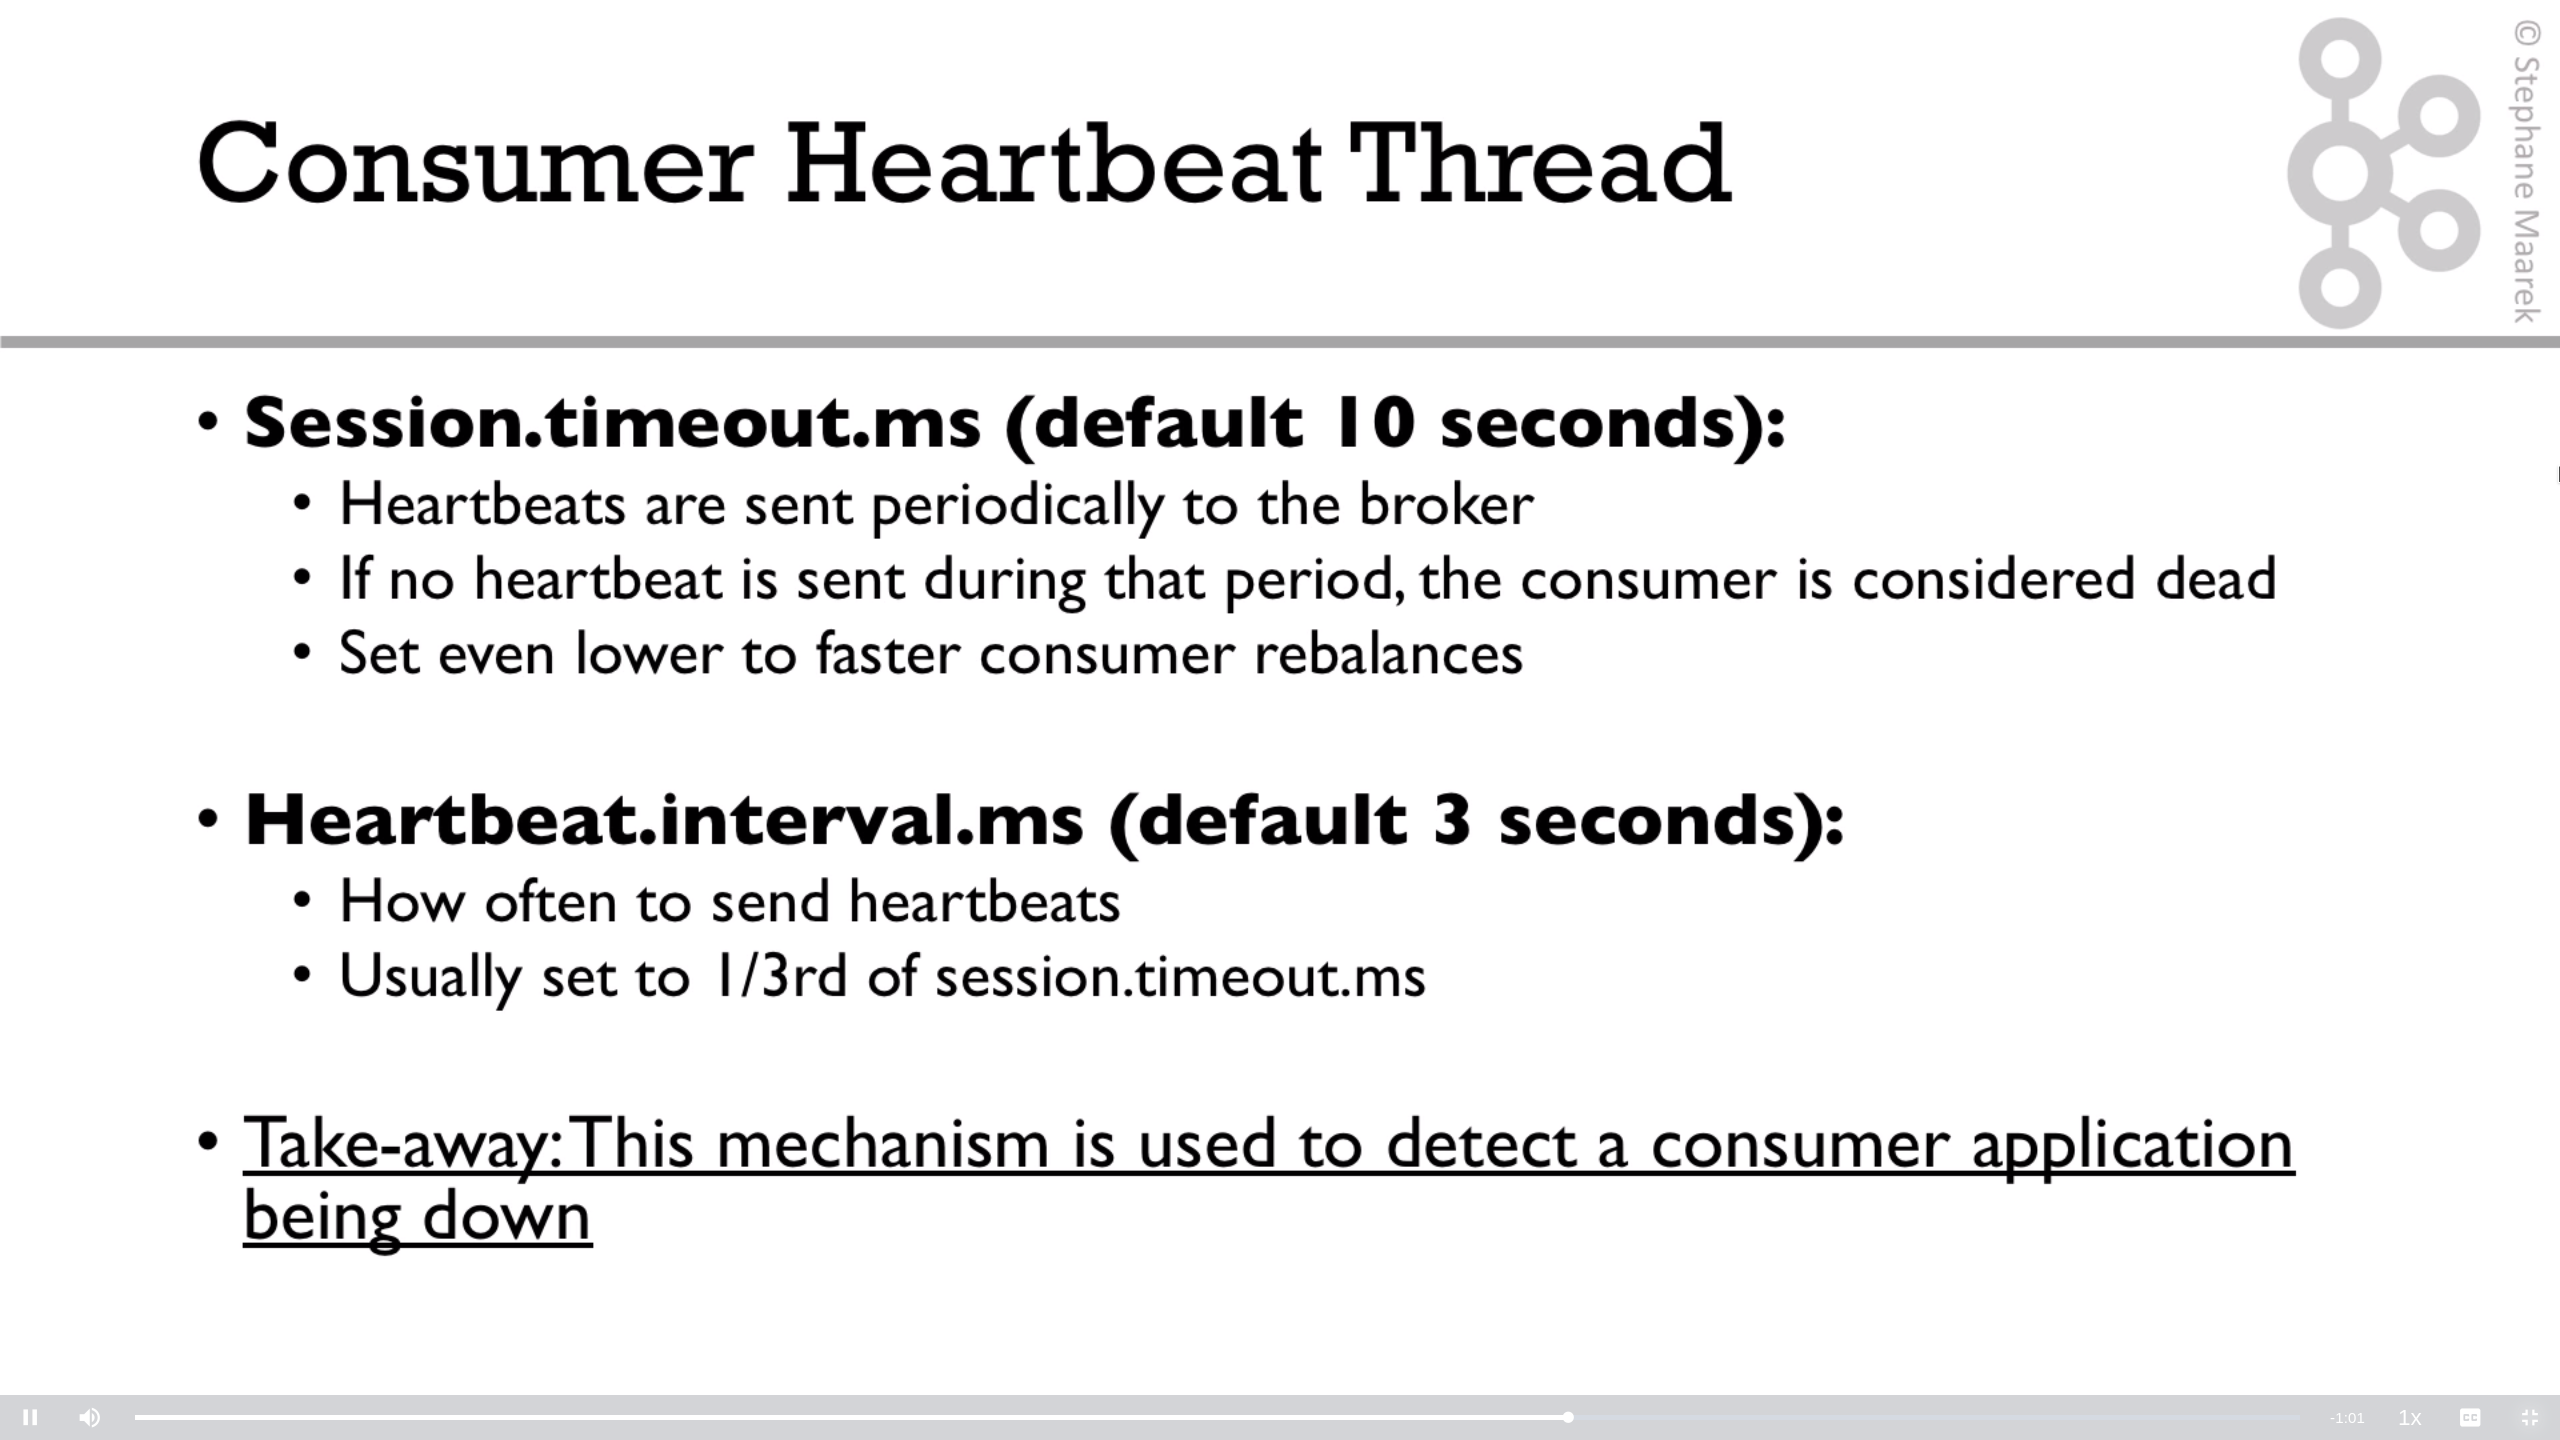 Consumer Heartbeat Thread
© Stephane Maarek
• Session.timeout.ms (default 10 seconds):
• Heartbeats are sent periodically to the broker
• If no heartbeat is sent during that period, the consumer is considered dead
• Set even lower to faster consumer rebalances
• Heartbeat.interval.ms (default 3 seconds):
• How often to send heartbeats
• Usually set to 1/3rd of session.timeout.ms
• Take-away: This mechanism is used to detect a consumer application
being down
-1:01
1x
CC